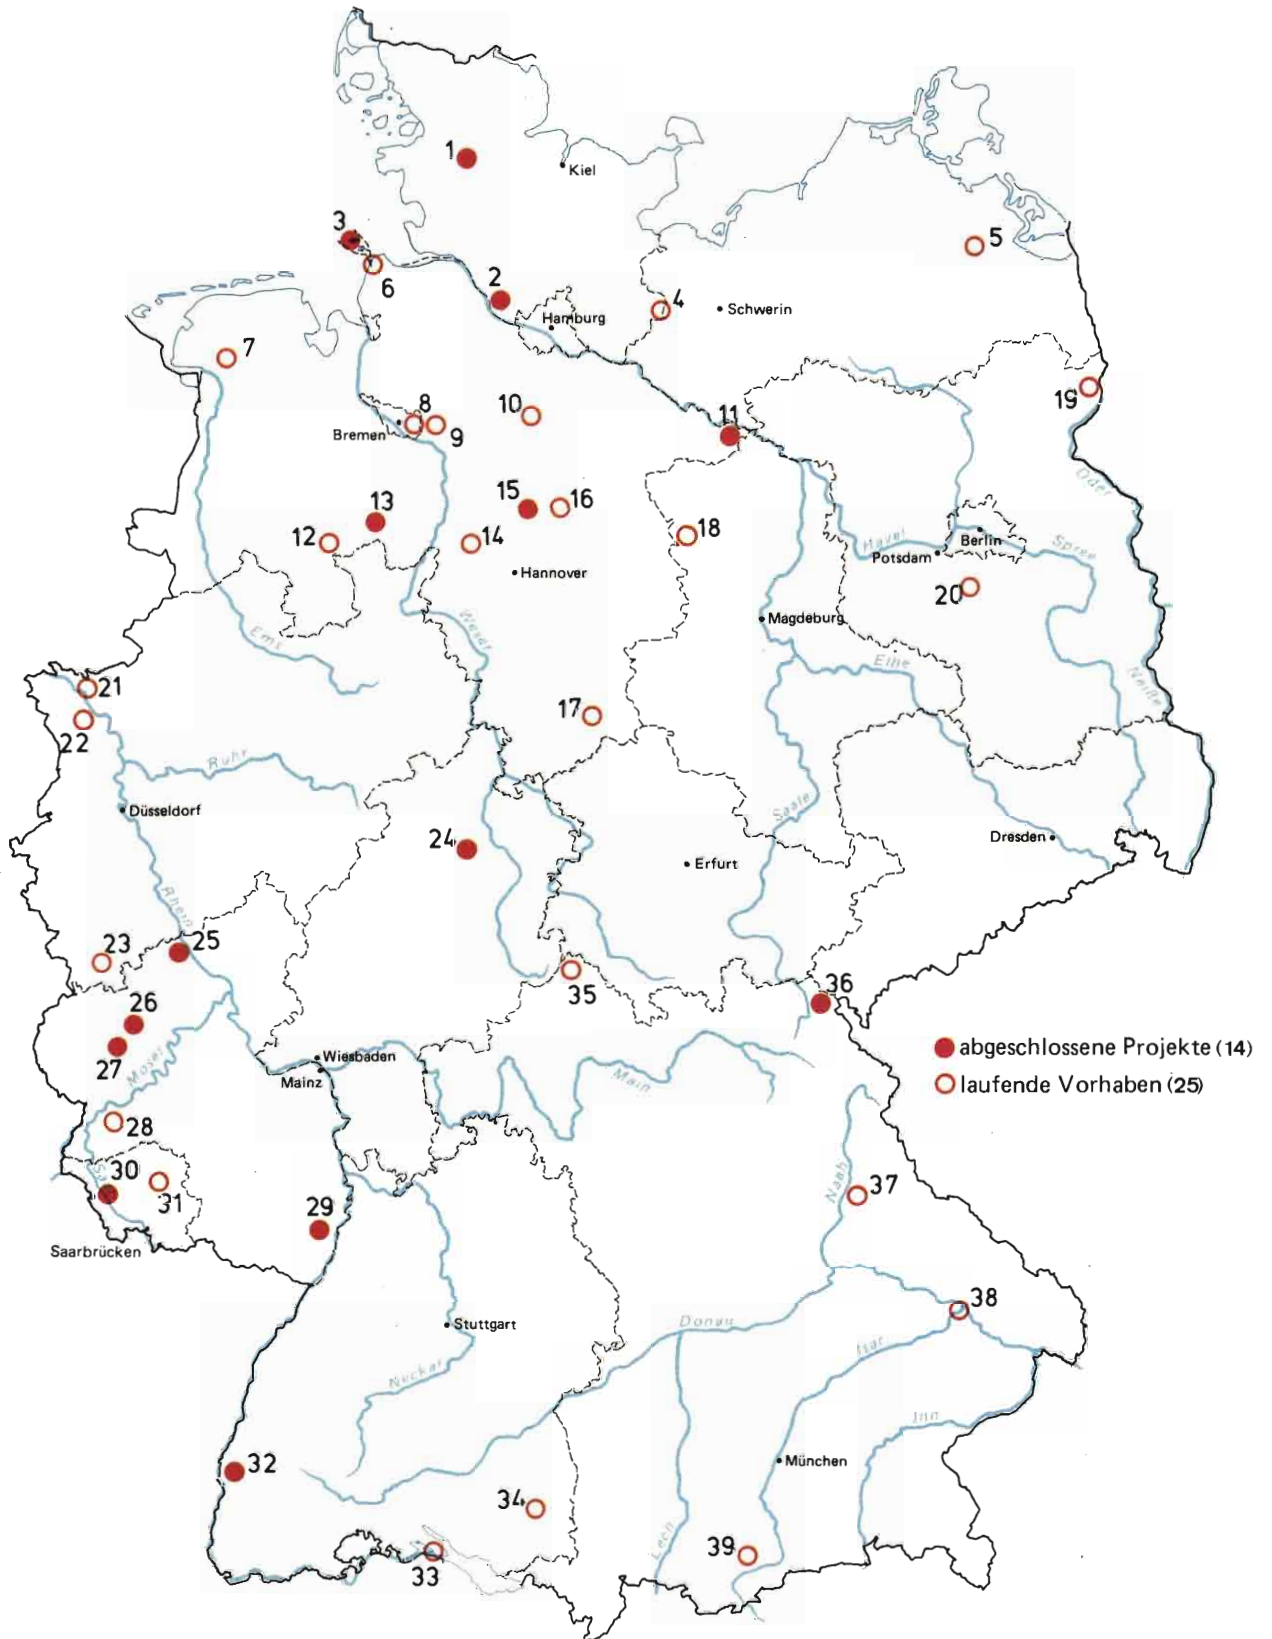 1
Kiel
3
5
6
2
Hamburg
4
Schwerin
7
19
8
10
11
Bremen
9
Oder
15
16
13
12
14
18
Havel
Berlin
Spree
Potsdam
Hannover
20
Magdeburg
Weser
Ems
Elbe
21
Neiße
17
22
Ruhr
Düsseldorf
Saale
24
Dresden
Erfurt
Rhein
23
25
35
36
26
abgeschlossene Projekte (14)
27
Wiesbaden
Mosel
Mainz
Main
laufende Vorhaben (25)
28
30
Saar
31
37
Naab
29
Saarbrücken
38
Stuttgart
Donau
Isar
Neckar
Inn
32
München
34
Lech
39
33